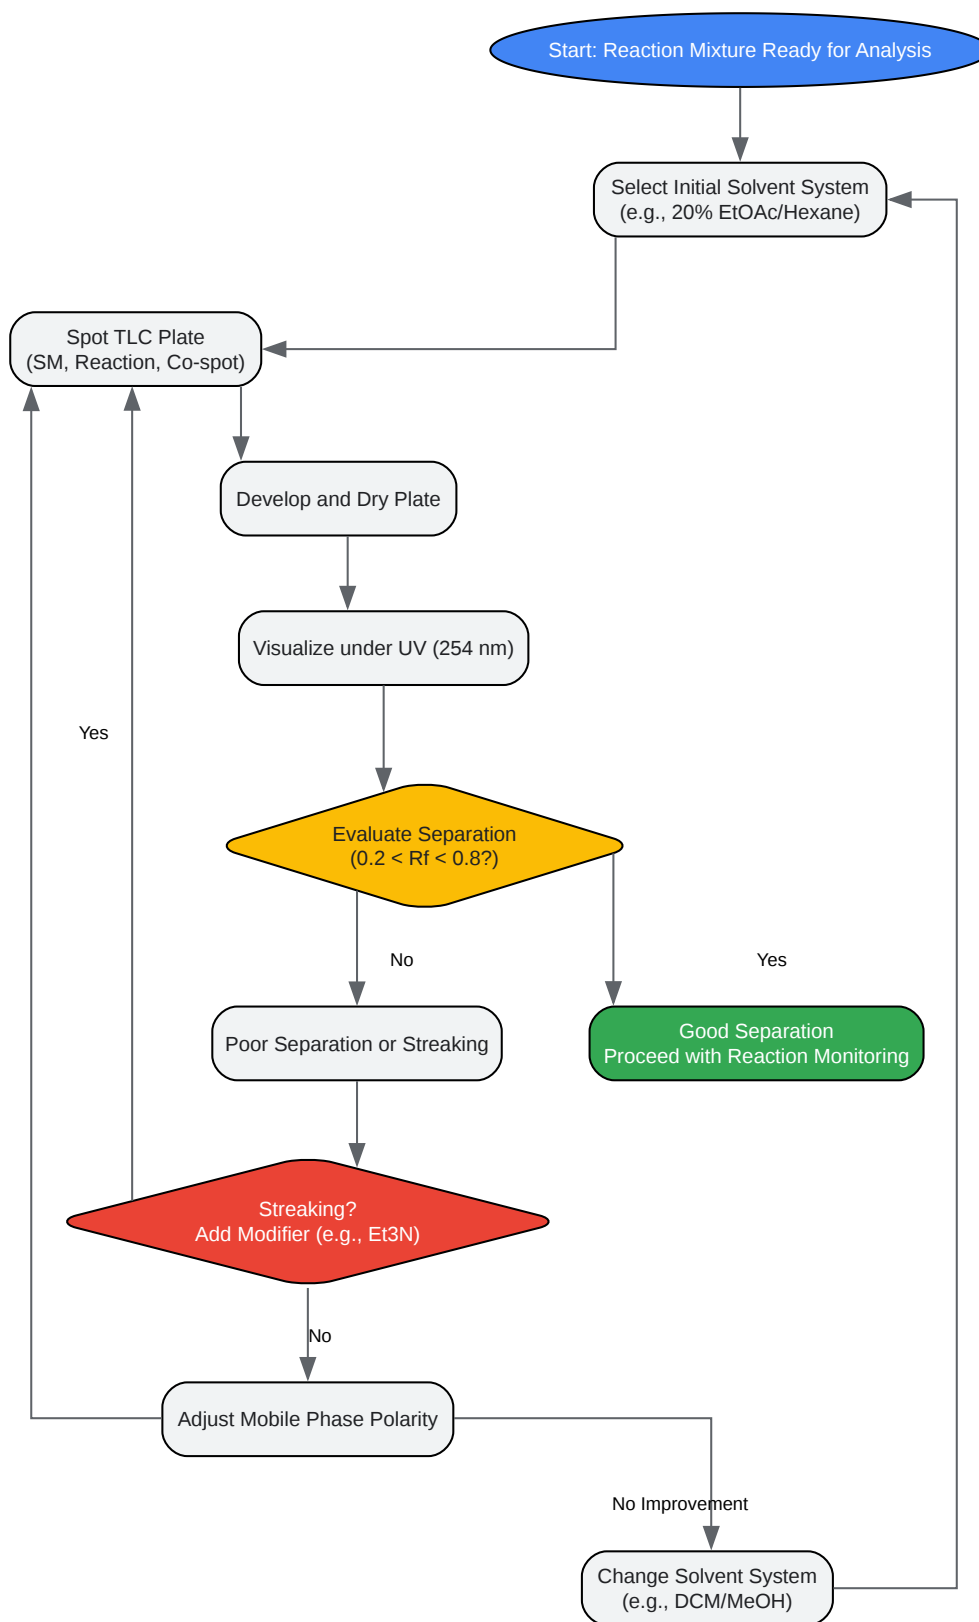 Start: Reaction Mixture Ready for Analysis
Select Initial Solvent System
(e.g., 20% EtOAc/Hexane)
Spot TLC Plate
(SM, Reaction, Co-spot)
Develop and Dry Plate
Visualize under UV (254 nm)
Yes
Evaluate Separation
(0.2 < Rf < 0.8?)
No
Yes
Poor Separation or Streaking
Good Separation
Proceed with Reaction Monitoring
Streaking?
Add Modifier (e.g., Et3N)
No
Adjust Mobile Phase Polarity
No Improvement
Change Solvent System
(e.g., DCM/MeOH)